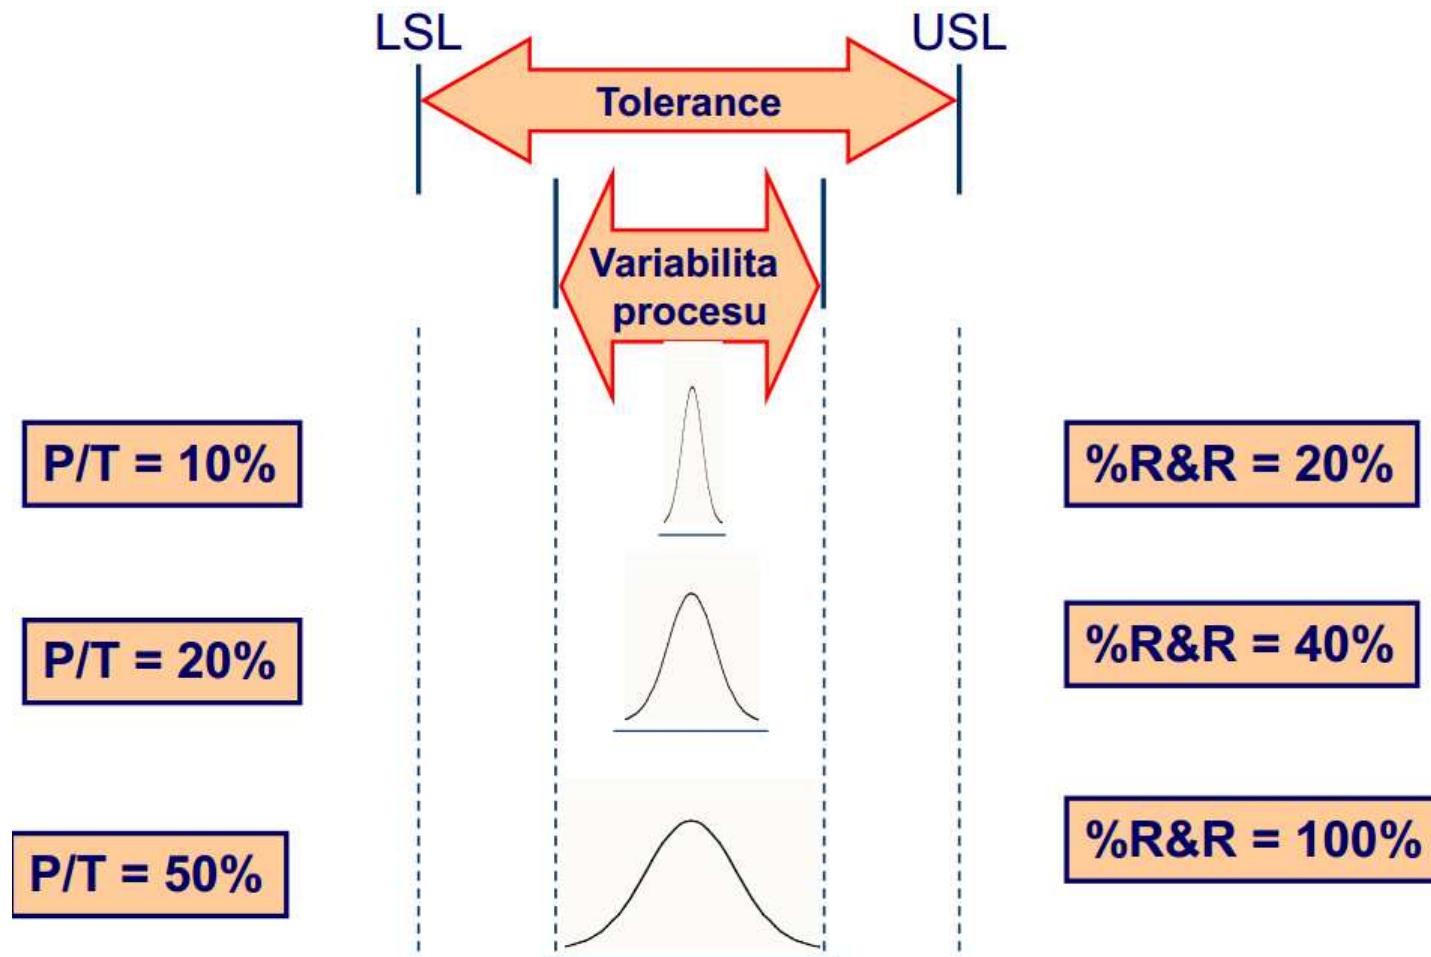 LSL
USL
Tolerance
Variabilita
procesu
P/T = 10%
%R&R = 20%
P/T = 20%
%R&R = 40%
P/T = 50%
%R&R = 100%